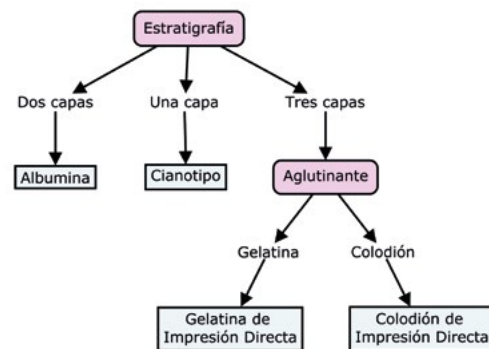 Estratigrafía
Dos capas
Una capa
Tres capas
Albumina
Cianotipo
Aglutinante
Gelatina
Colodión
Gelatina de
Impresión Directa
Colodión de
Impresión Directa